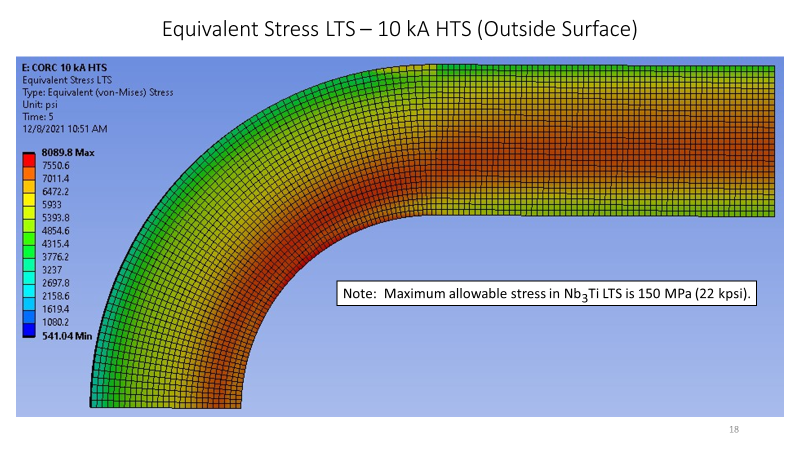 Equivalent Stress LTS – 10 kA HTS (Outside Surface)
E: CORC 10 kA HTS
Equivalent Stress LTS
Type: Equivalent (von-Mises) Stress
Unit: psi
Time: 5
12/8/2021 10:51 AM
8089.8 Max
7550.6
7011.4
6472.2
5933
5393.8
4854.6
4315.4
3776.2
3237
2697.8
2158.6
1619.4
1080.2
541.04 Min
Note: Maximum allowable stress in Nb₃Ti LTS is 150 MPa (22 kpsi).
18